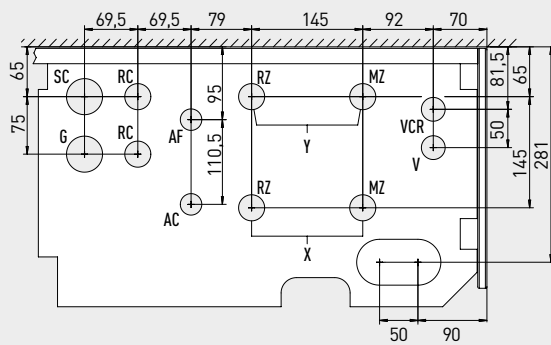 69,5 69,5 79 145 92 70
65 SC RC 95 RZ MZ 81,5 65
75 G RC AF Y VCR 50 281
110,5 V 145
AC RZ MZ
X
50 90